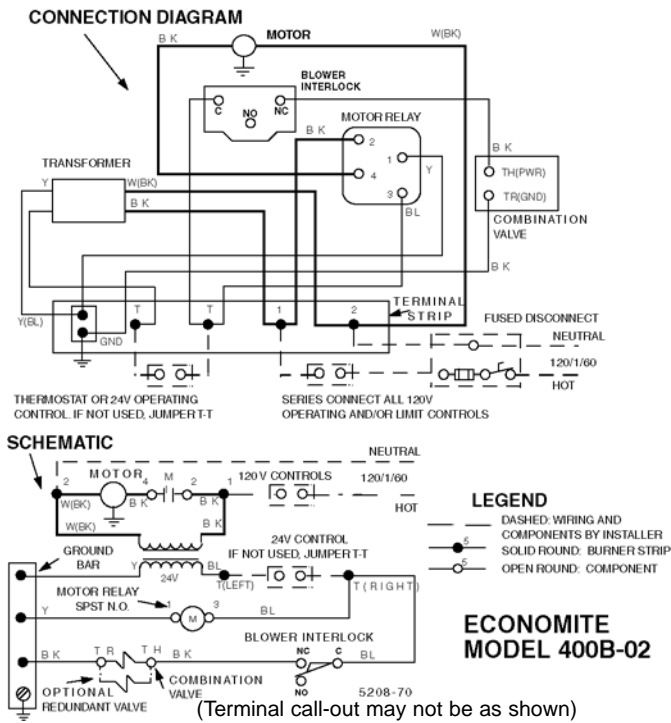 CONNECTION DIAGRAM
B K
MOTOR
W(BK)
BLOWER
INTERLOCK
C
NO
NC
MOTOR RELAY
B K
2
1
4
Y
3
BL
B K
TH(PWR)
TR(GND)
COMBINATION
VALVE
B K
TRANSFORMER
Y
W(BK)
B K
Y(BL)
GND
T
T
1
2
TERMINAL
STRIP
FUSED DISCONNECT
NEUTRAL
120/1/60
HOT
THERMOSTAT OR 24V OPERATING
CONTROL. IF NOT USED, JUMPER T-T
SERIES CONNECT ALL 120V
OPERATING AND/OR LIMIT CONTROLS
SCHEMATIC
NEUTRAL
2
MOTOR
4
M
2
1
120 V CONTROLS
120/1/60
HOT
W(BK)
B K
B K
W(BK)
B K
24V CONTROL
IF NOT USED, JUMPER T-T
GROUND
BAR
Y
24V
BL
T(LEFT)
T(RIGHT)
MOTOR RELAY
SPST N.O.
Y
1
M
3
BL
BLOWER INTERLOCK
B K
T R
T H
B K
NC
C
BL
NO
OPTIONAL
REDUNDANT VALVE
COMBINATION
VALVE
5208-70
LEGEND
DASHED: WIRING AND
COMPONENTS BY INSTALLER
5
SOLID ROUND: BURNER STRIP
5
OPEN ROUND: COMPONENT
ECONOMITE
MODEL 400B-02
(Terminal call-out may not be as shown)